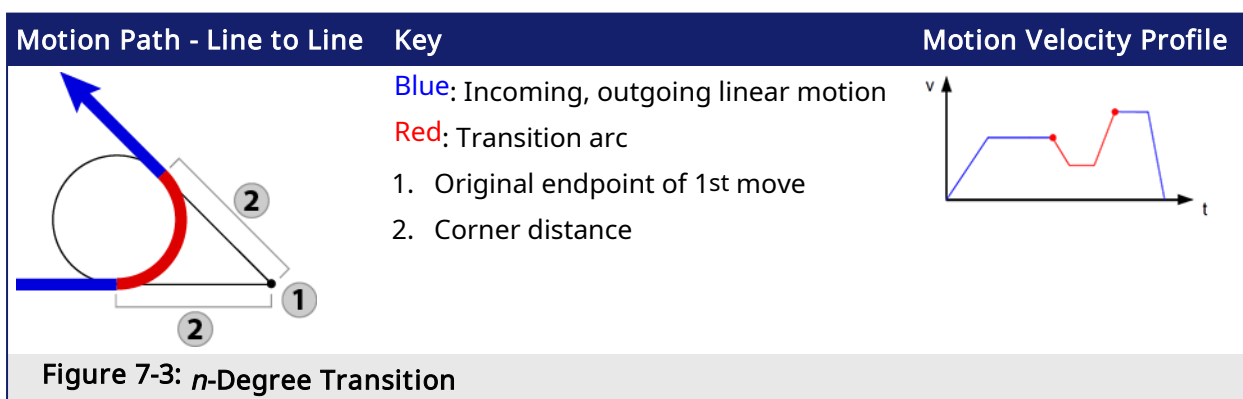 Motion Path - Line to Line Key Motion Velocity Profile
Blue: Incoming, outgoing linear motion
Red: Transition arc
1. Original endpoint of 1st move
2. Corner distance
2
1
2
v
t
Figure 7-3: n-Degree Transition